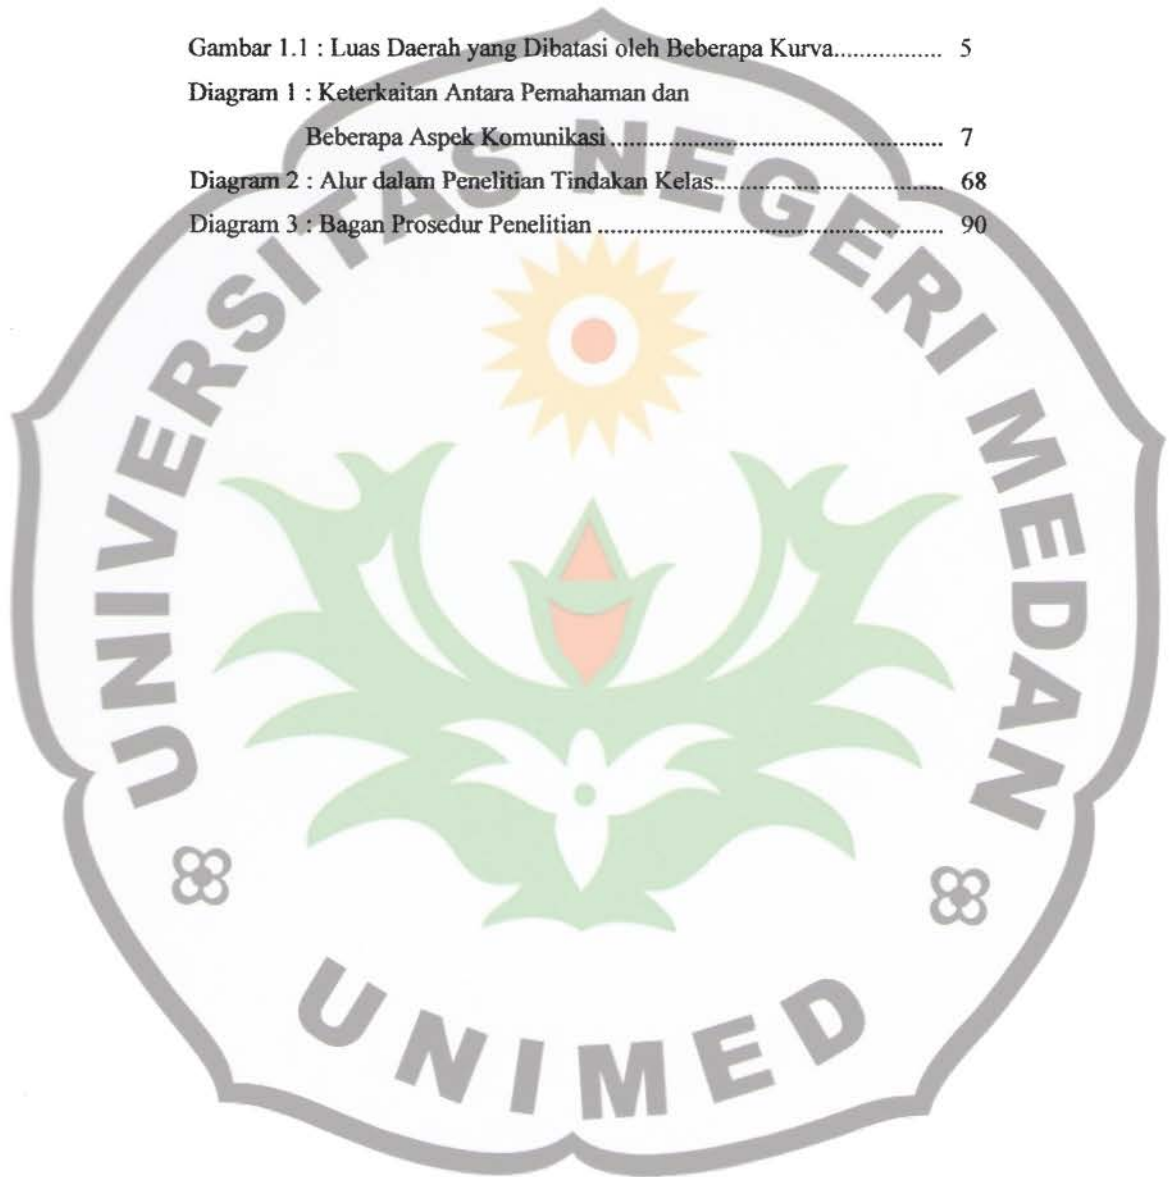 Gambar 1.1 : Luas Daerah yang Dibatasi oleh Beberapa Kurva................. 5
Diagram 1 : Keterkaitan Antara Pemahaman dan
Beberapa Aspek Komunikasi .................................................... 7
Diagram 2 : Alur dalam Penelitian Tindakan Kelas.................................... 68
Diagram 3 : Bagan Prosedur Penelitian ...................................................... 90
UNIVERSITAS NEGERI MEDAN
UNIMED